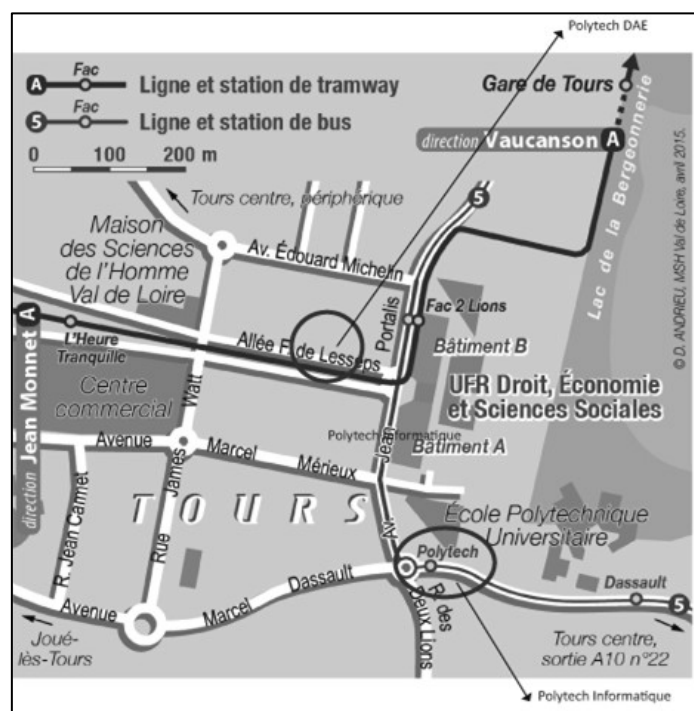 Polytech DAE
A Fac Ligne et station de tramway
5 Fac Ligne et station de bus
0 100 200 m
Gare de Tours
direction Vaucanson A
Lac de la Bergeonnerie
© D. ANDRIEU, MSH Val de Loire, avril 2015.
Tours centre, périphérique
5
Maison
des Sciences
de l'Homme
Val de Loire
Av. Édouard Michelin
Portalis
Fac 2 Lions
A
L'Heure
Tranquille
Allée F. de Lesseps
Bâtiment B
direction Jean Monnet
Centre
commercial
Watt
UFR Droit, Économie
et Sciences Sociales
Polytech Informatique
Jean
Bâtiment A
Avenue Marcel Mérieux
R. Jean Carmet
James
Rue
TOURS
Av.
École Polytechnique
Universitaire
Polytech
Dassault
Avenue Marcel Dassault
R. des
Deux Lions
5
Joué-
lès-Tours
Tours centre,
sortie A10 n°22
Polytech Informatique